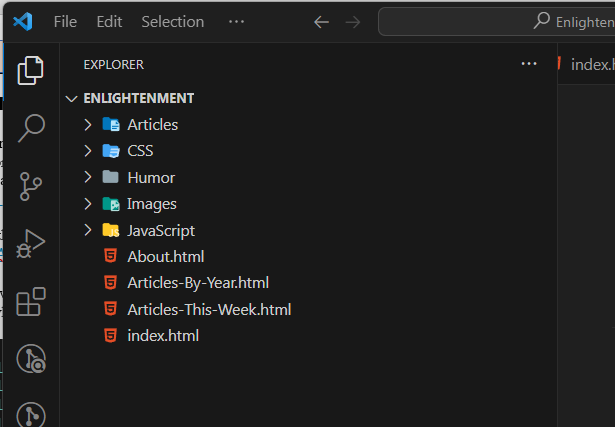 File Edit Selection ··· Enlighten
EXPLORER ···
index.h
ENLIGHTENMENT
Articles
CSS
Humor
Images
JavaScript
About.html
Articles-By-Year.html
Articles-This-Week.html
index.html